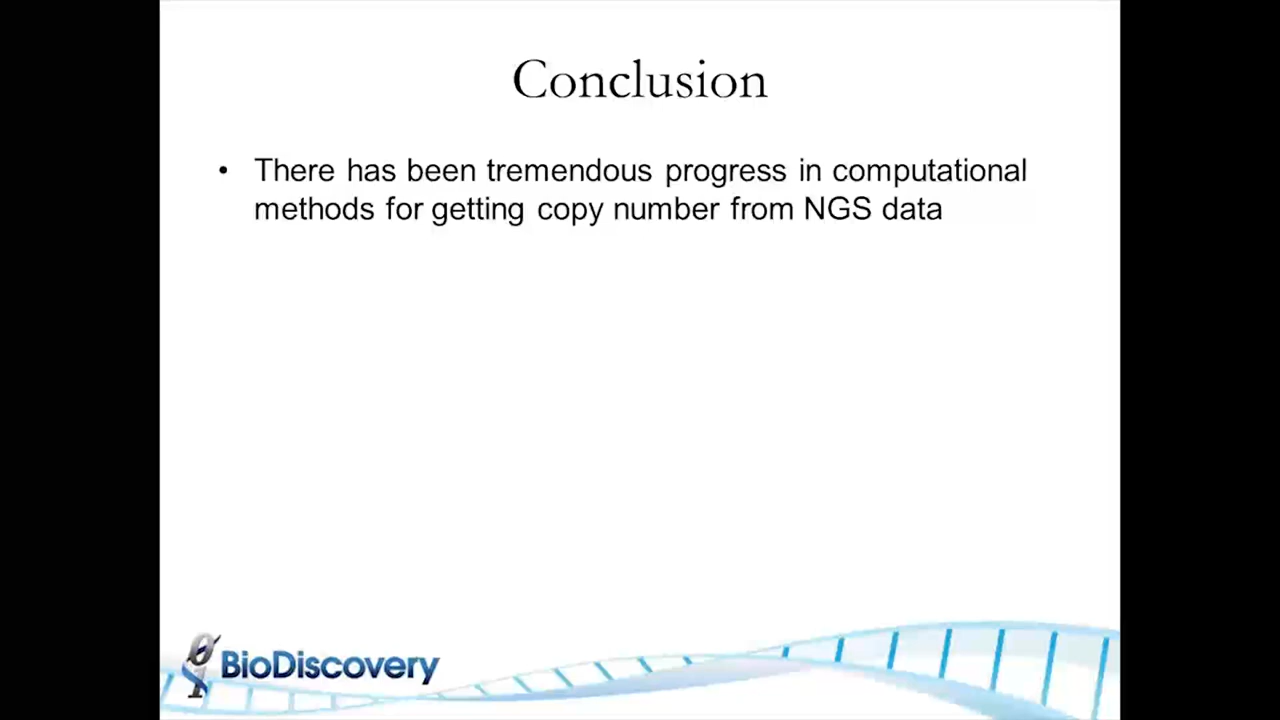 Conclusion
• There has been tremendous progress in computational
methods for getting copy number from NGS data
BioDiscovery